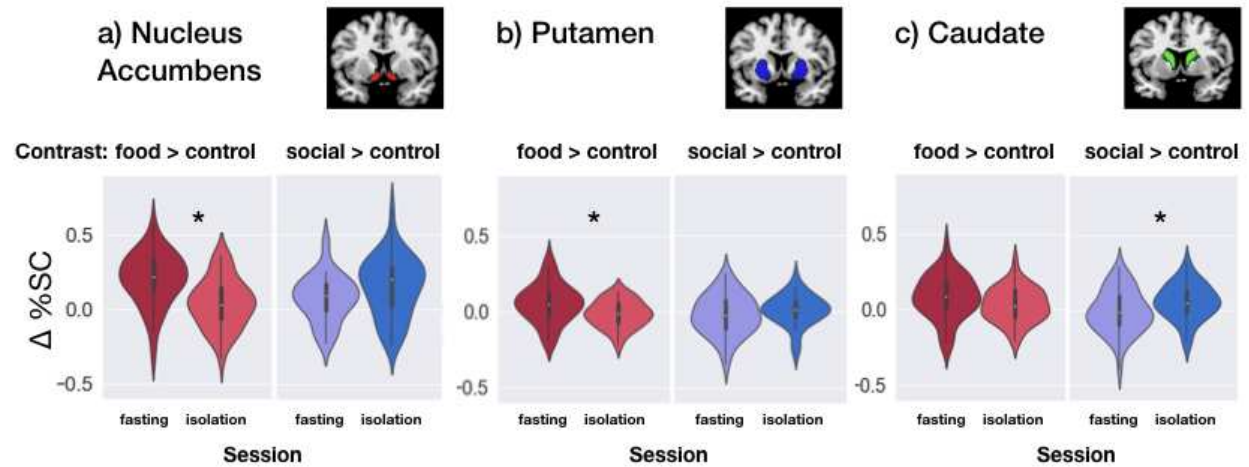 a) Nucleus
Accumbens
b) Putamen
c) Caudate
Contrast: food > control social > control
food > control social > control
food > control social > control
Δ %SC
0.5
0.0
-0.5
*
fasting isolation fasting isolation
Session
0.5
0.0
-0.5
*
fasting isolation fasting isolation
Session
0.5
0.0
-0.5
*
fasting isolation fasting isolation
Session